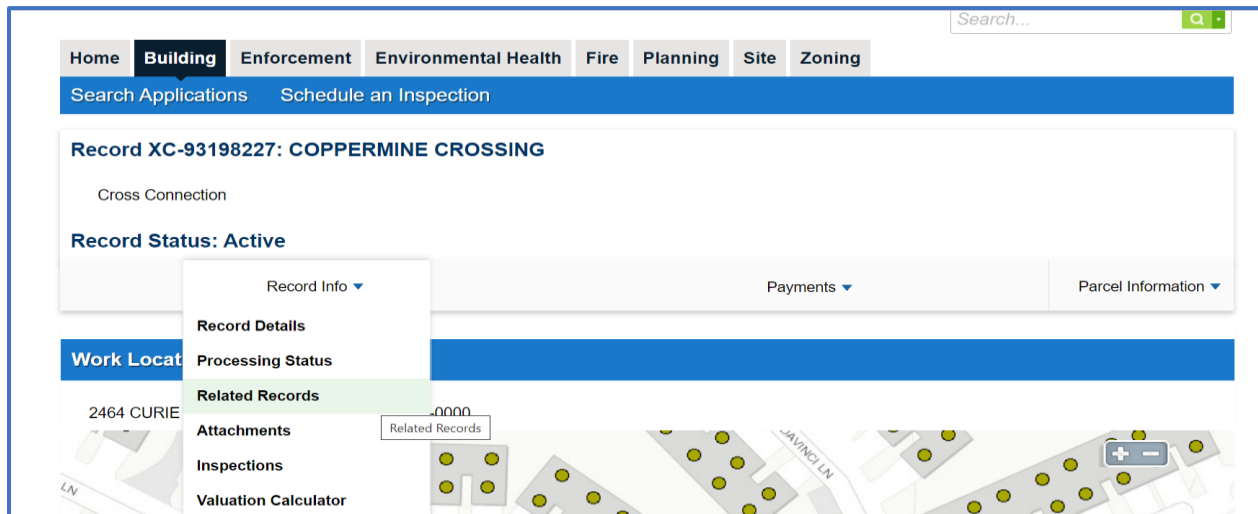 Search...
Home Building Enforcement Environmental Health Fire Planning Site Zoning
Search Applications Schedule an Inspection
Record XC-93198227: COPPERMINE CROSSING
Cross Connection
Record Status: Active
Record Info Payments Parcel Information
Record Details
Work Locat Processing Status
Related Records
2464 CURIE -0000
Attachments Related Records
DAVINCI LN
Inspections
LN
Valuation Calculator